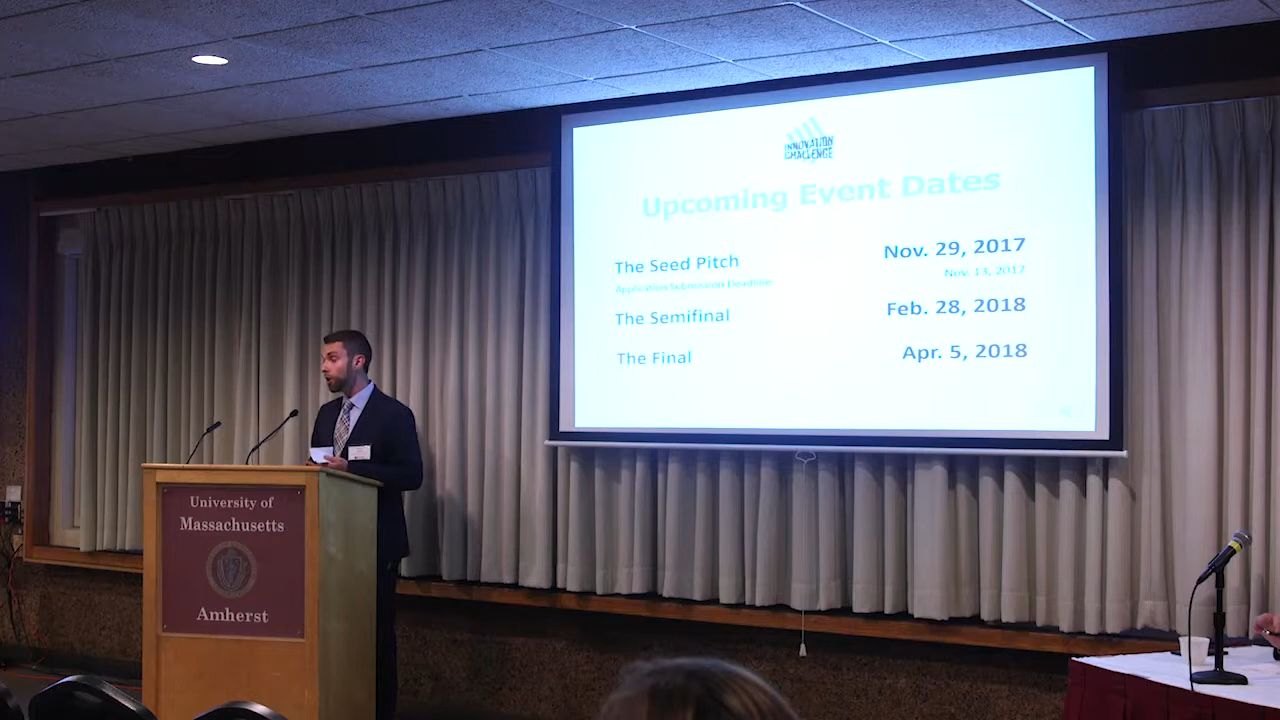 INNOVATION
CHALLENGE
Upcoming Event Dates
The Seed Pitch Nov. 29, 2017
Application Submission Deadline Nov. 13, 2017
The Semifinal Feb. 28, 2018
The Final Apr. 5, 2018
University of
Massachusetts
Amherst